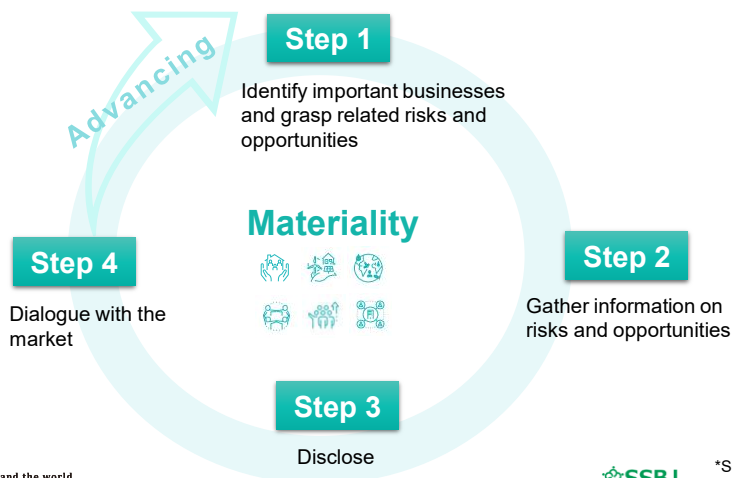 Advancing
Step 1
Identify important businesses
and grasp related risks and
opportunities
Materiality
Step 4
Dialogue with the
market
Step 2
Gather information on
risks and opportunities
Step 3
Disclose
and the world
SSBJ
*S